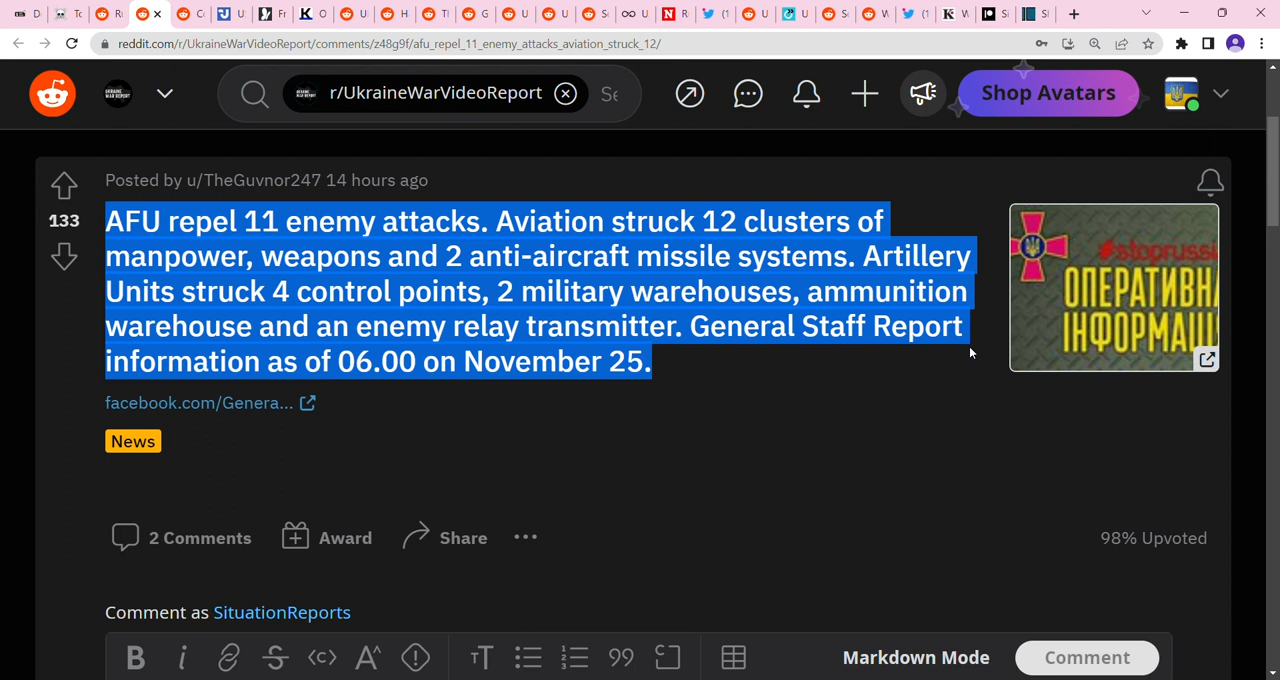 reddit.com/r/UkraineWarVideoReport/comments/z48g9f/afu_repel_11_enemy_attacks_aviation_struck_12/
r/UkraineWarVideoReport
Shop Avatars
Posted by u/TheGuvnor247 14 hours ago
133
AFU repel 11 enemy attacks. Aviation struck 12 clusters of
manpower, weapons and 2 anti-aircraft missile systems. Artillery
Units struck 4 control points, 2 military warehouses, ammunition
warehouse and an enemy relay transmitter. General Staff Report
information as of 06.00 on November 25.
#stoprussi
ОПЕРАТИВН
ІНФОРМАЦ
facebook.com/Genera...
News
2 Comments
Award
Share
98% Upvoted
Comment as SituationReports
Markdown Mode
Comment